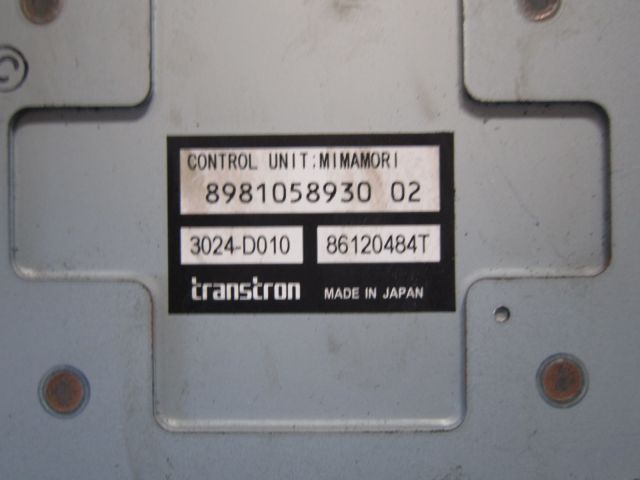 C
CONTROL UNIT:MIMAMORI
8981058930 02
3024-D010 86120484T
transtron MADE IN JAPAN